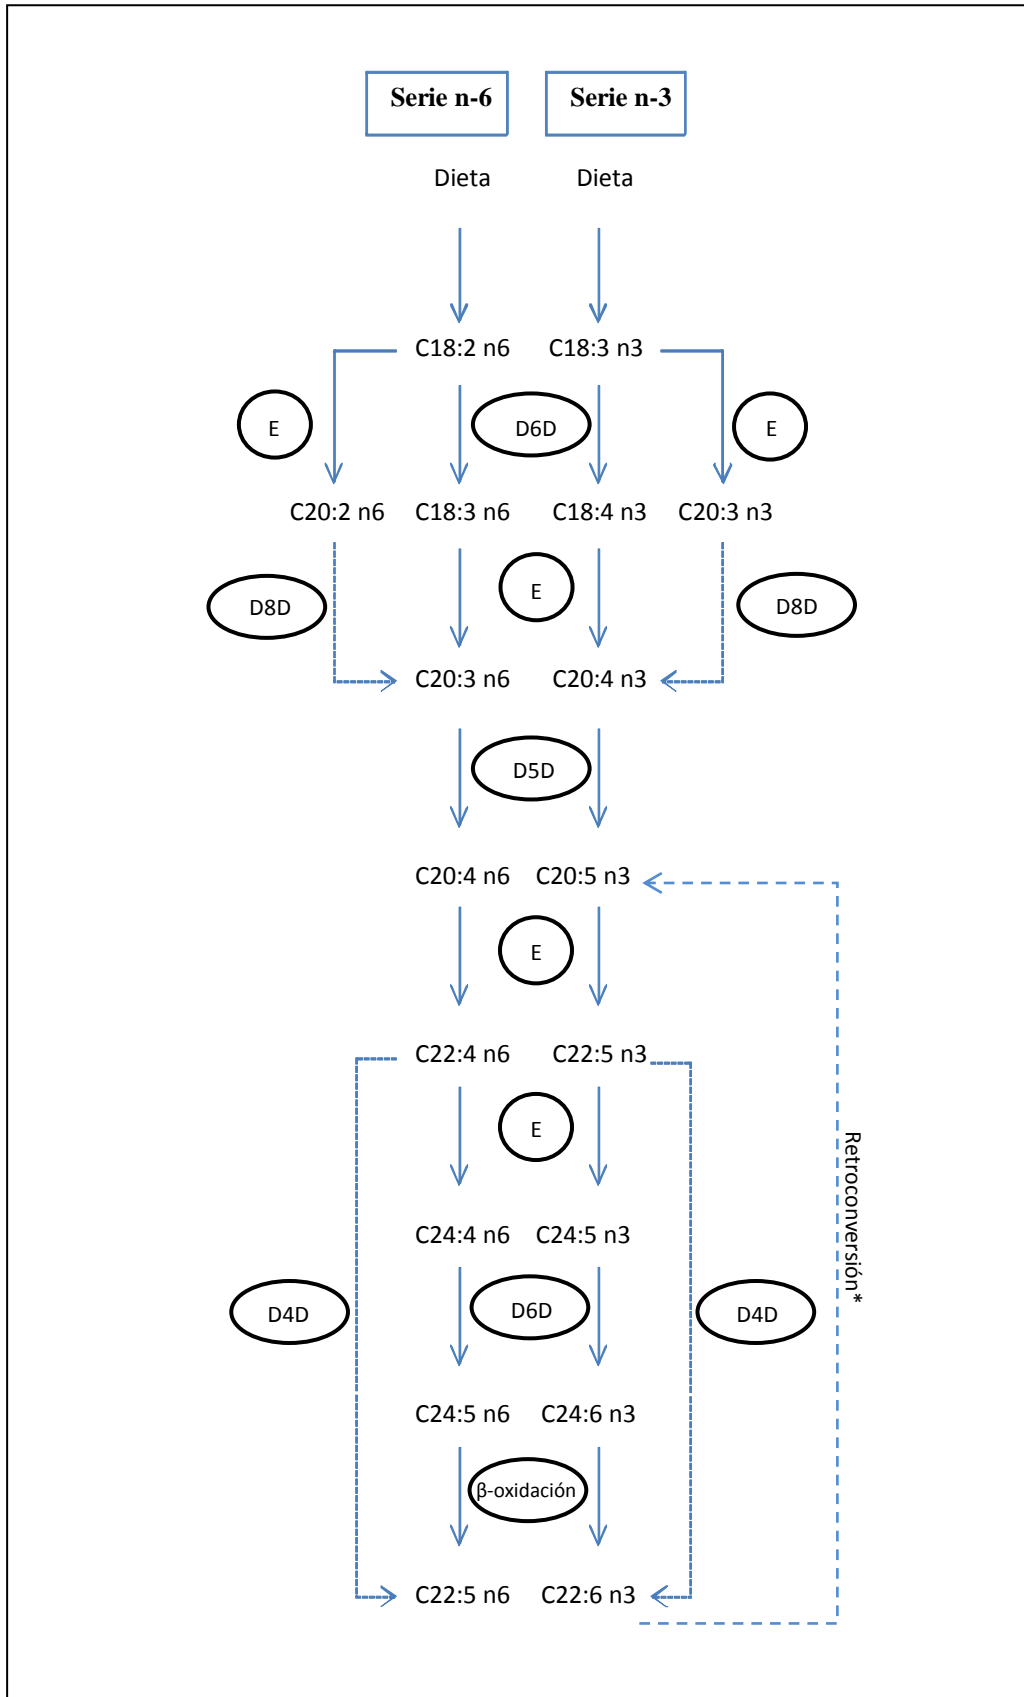 Serie n-6 Serie n-3
Dieta Dieta
C18:2 n6 C18:3 n3
E D6D E
C20:2 n6 C18:3 n6 C18:4 n3 C20:3 n3
D8D E D8D
C20:3 n6 C20:4 n3
D5D
C20:4 n6 C20:5 n3
E
C22:4 n6 C22:5 n3
E
Retroconversión*
C24:4 n6 C24:5 n3
D4D D6D D4D
C24:5 n6 C24:6 n3
β-oxidación
C22:5 n6 C22:6 n3